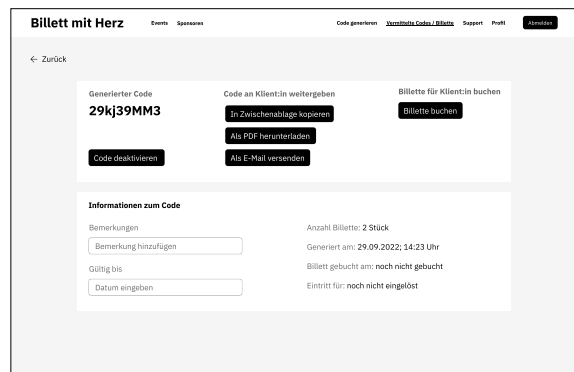 Billett mit Herz
Events Sponsoren
Code generieren Vermittelte Codes / Billette Support Profil Abmelden
← Zurück
Generierter Code
29kj39MM3
Code deaktivieren
Code an Klient:in weitergeben
In Zwischenablage kopieren
Als PDF herunterladen
Als E-Mail versenden
Billette für Klient:in buchen
Billette buchen
Informationen zum Code
Bemerkungen
Bemerkung hinzufügen
Gültig bis
Datum eingeben
Anzahl Billette: 2 Stück
Generiert am: 29.09.2022; 14:23 Uhr
Billett gebucht am: noch nicht gebucht
Eintritt für: noch nicht eingelöst